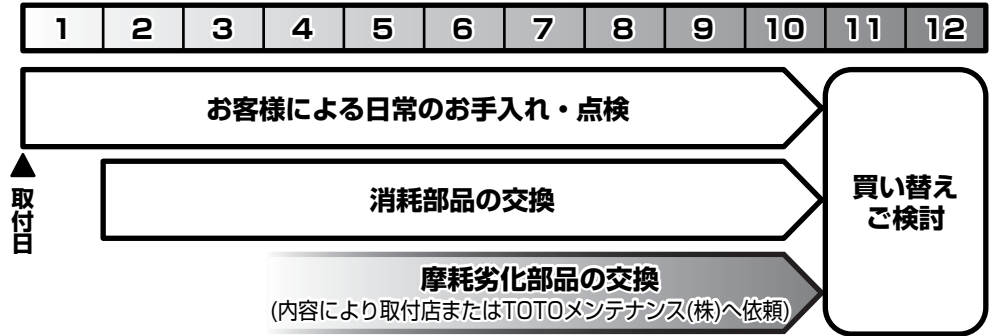 1 2 3 4 5 6 7 8 9 10 11 12
お客様による日常のお手入れ・点検
取付日
消耗部品の交換
買い替え
ご検討
摩耗劣化部品の交換
(内容により取付店またはTOTOメンテナンス(株)へ依頼)